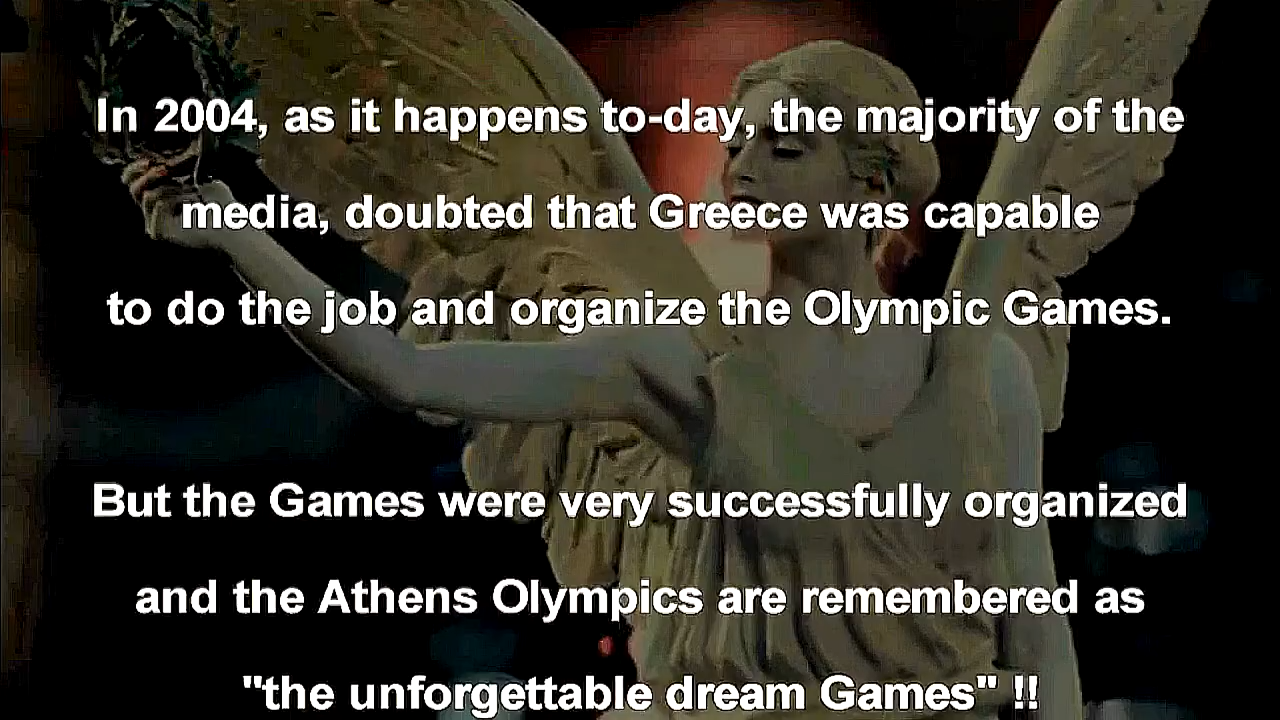 In 2004, as it happens to-day, the majority of the
media, doubted that Greece was capable
to do the job and organize the Olympic Games.
But the Games were very successfully organized
and the Athens Olympics are remembered as
"the unforgettable dream Games" !!